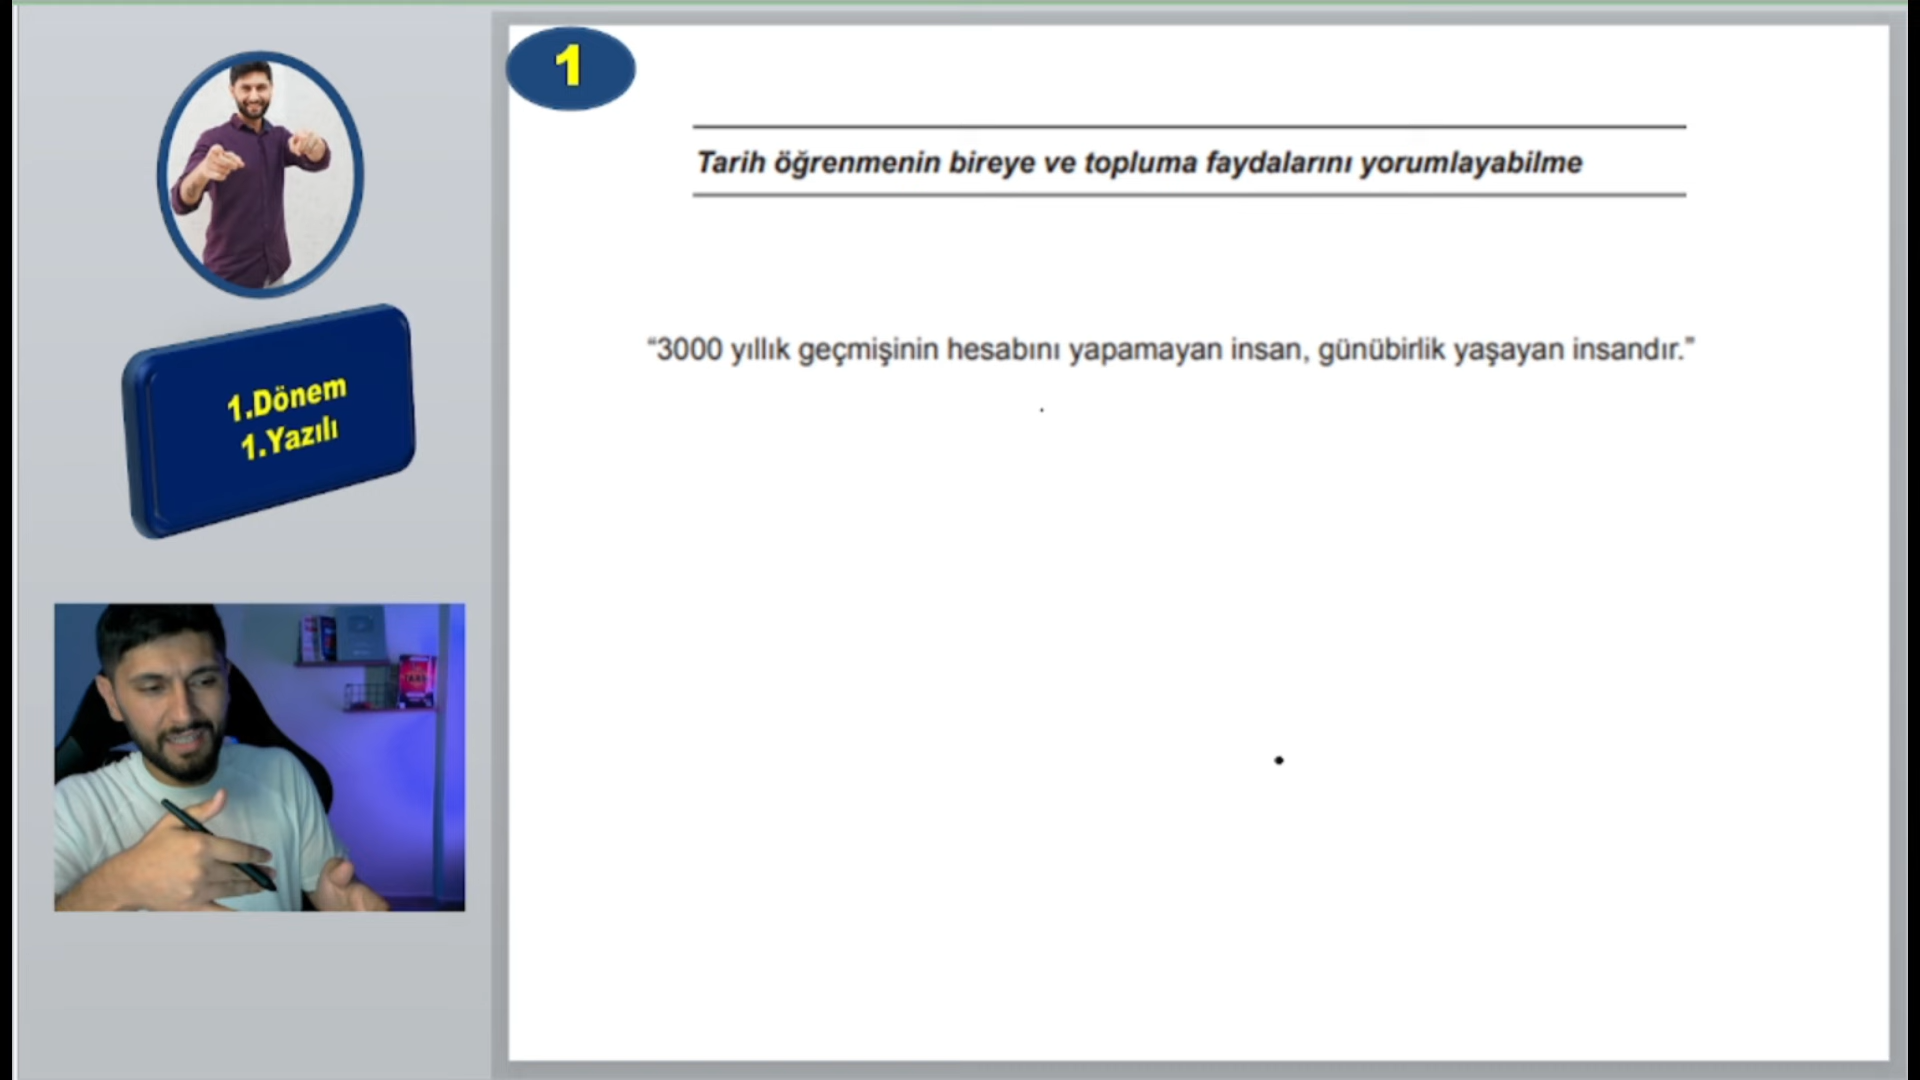 1
Tarih öğrenmenin bireye ve topluma faydalarını yorumlayabilme
“3000 yıllık geçmişinin hesabını yapamayan insan, günübirlik yaşayan insandır.”
1.Dönem
1.Yazılı